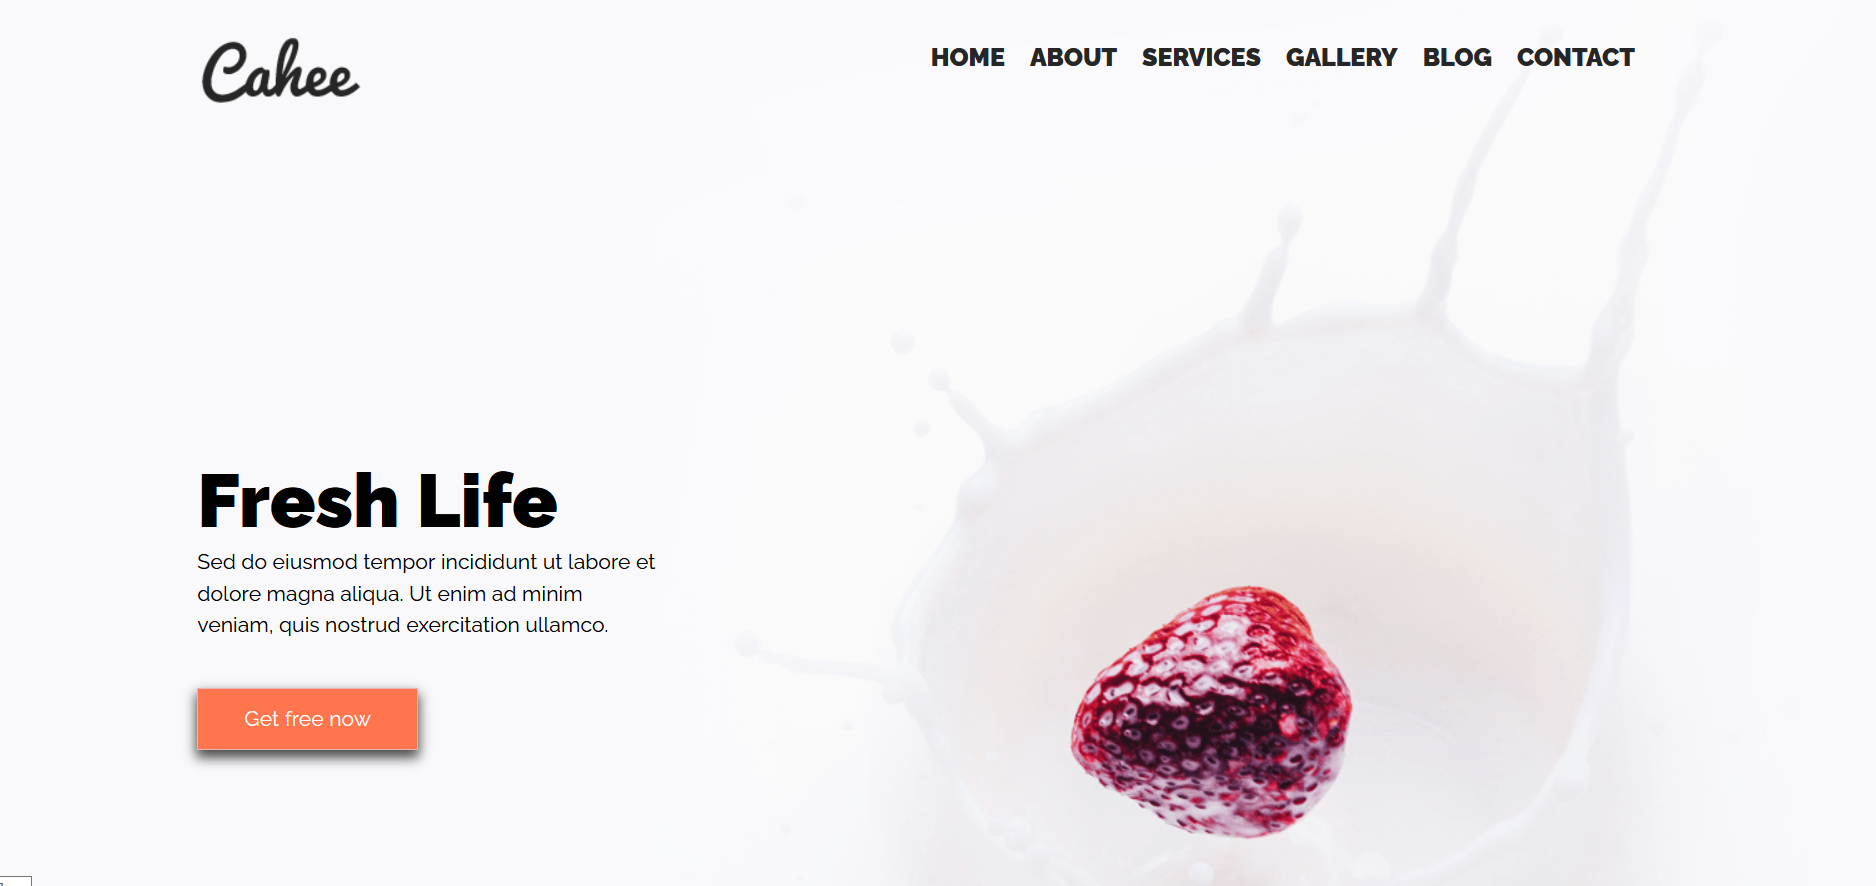 Cahee
HOME ABOUT SERVICES GALLERY BLOG CONTACT
Fresh Life
Sed do eiusmod tempor incididunt ut labore et
dolore magna aliqua. Ut enim ad minim
veniam, quis nostrud exercitation ullamco.
Get free now